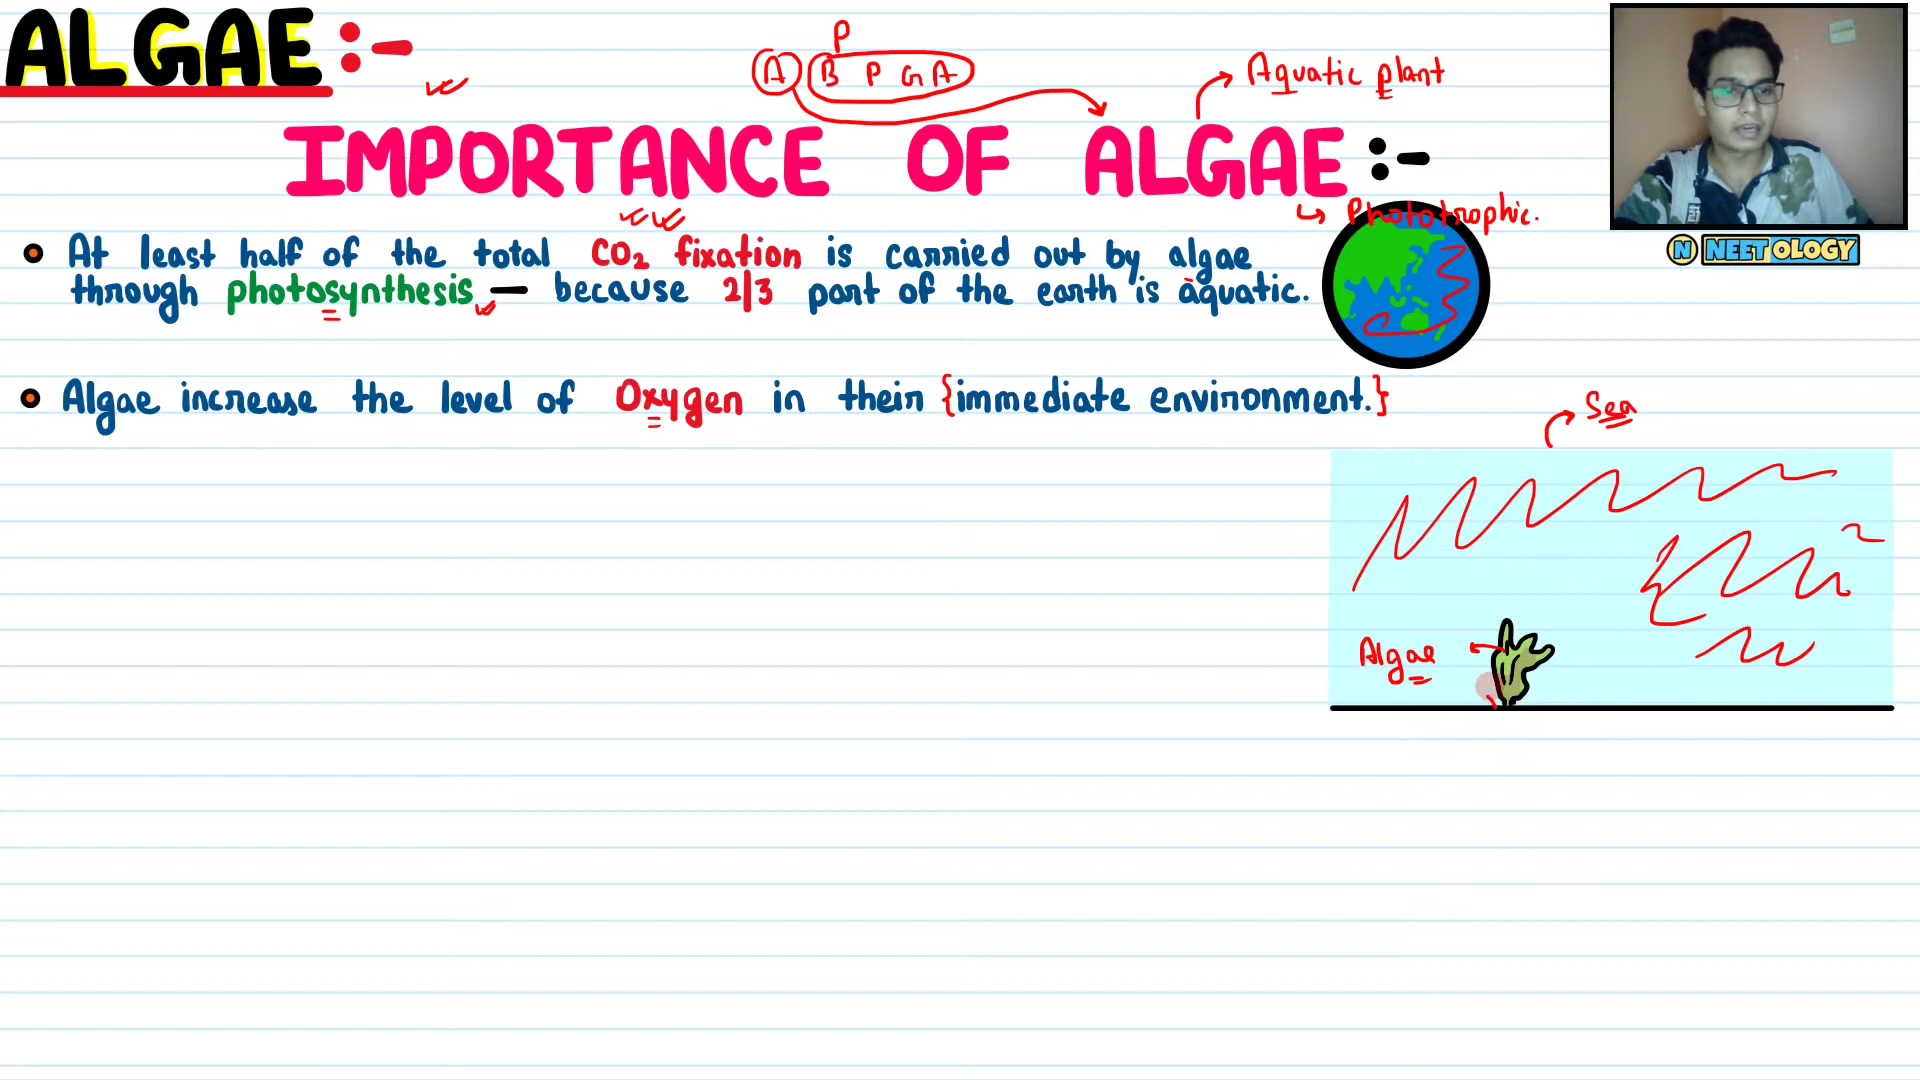 ALGAE :-
P
A B P G A
Aquatic plant
IMPORTANCE OF ALGAE :-
Phototrophic.
N NEETOLOGY
• At least half of the total CO₂ fixation is carried out by algae
through photosynthesis — because 2/3 part of the earth is aquatic.
• Algae increase the level of Oxygen in their {immediate environment.}
Sea
Algae